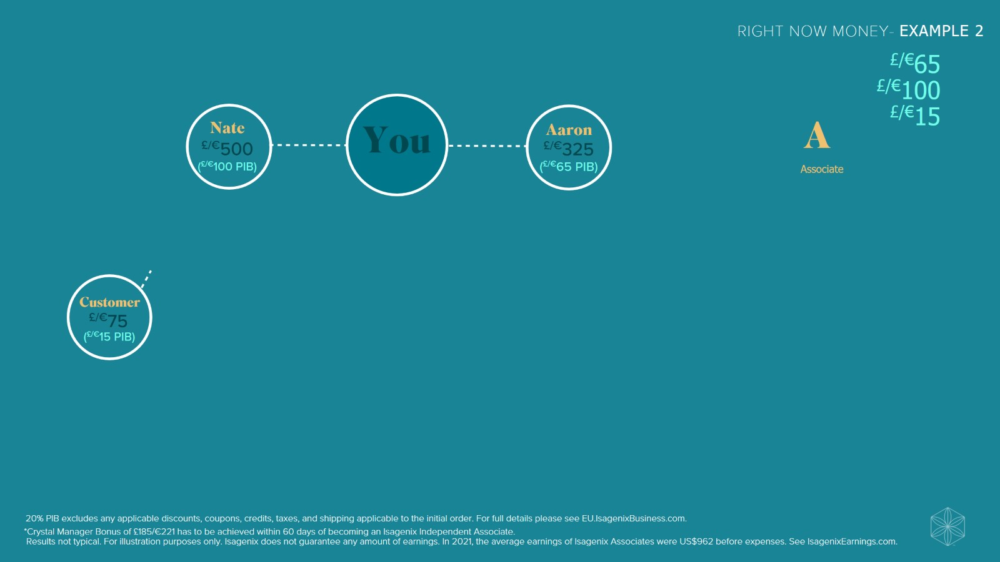 RIGHT NOW MONEY- EXAMPLE 2
£/€65
£/€100
£/€15
A
Associate
Nate
£/€500
(£/€100 PIB)
You
Aaron
£/€325
(£/€65 PIB)
Customer
£/€75
(£/€15 PIB)
20% PIB excludes any applicable discounts, coupons, credits, taxes, and shipping applicable to the initial order. For full details please see EU.IsagenixBusiness.com.
*Crystal Manager Bonus of £185/€221 has to be achieved within 60 days of becoming an Isagenix Independent Associate.
Results not typical. For illustration purposes only. Isagenix does not guarantee any amount of earnings. In 2021, the average earnings of Isagenix Associates were US$962 before expenses. See IsagenixEarnings.com.